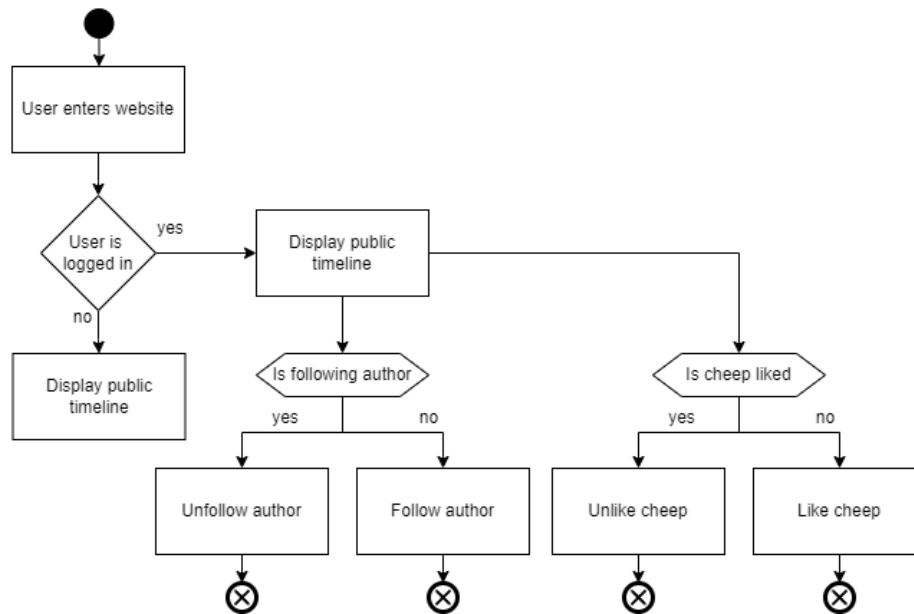 User enters website
User is
logged in
yes
no
Display public
timeline
Display public
timeline
Is following author
Is cheep liked
yes
no
yes
no
Unfollow author
Follow author
Unlike cheep
Like cheep